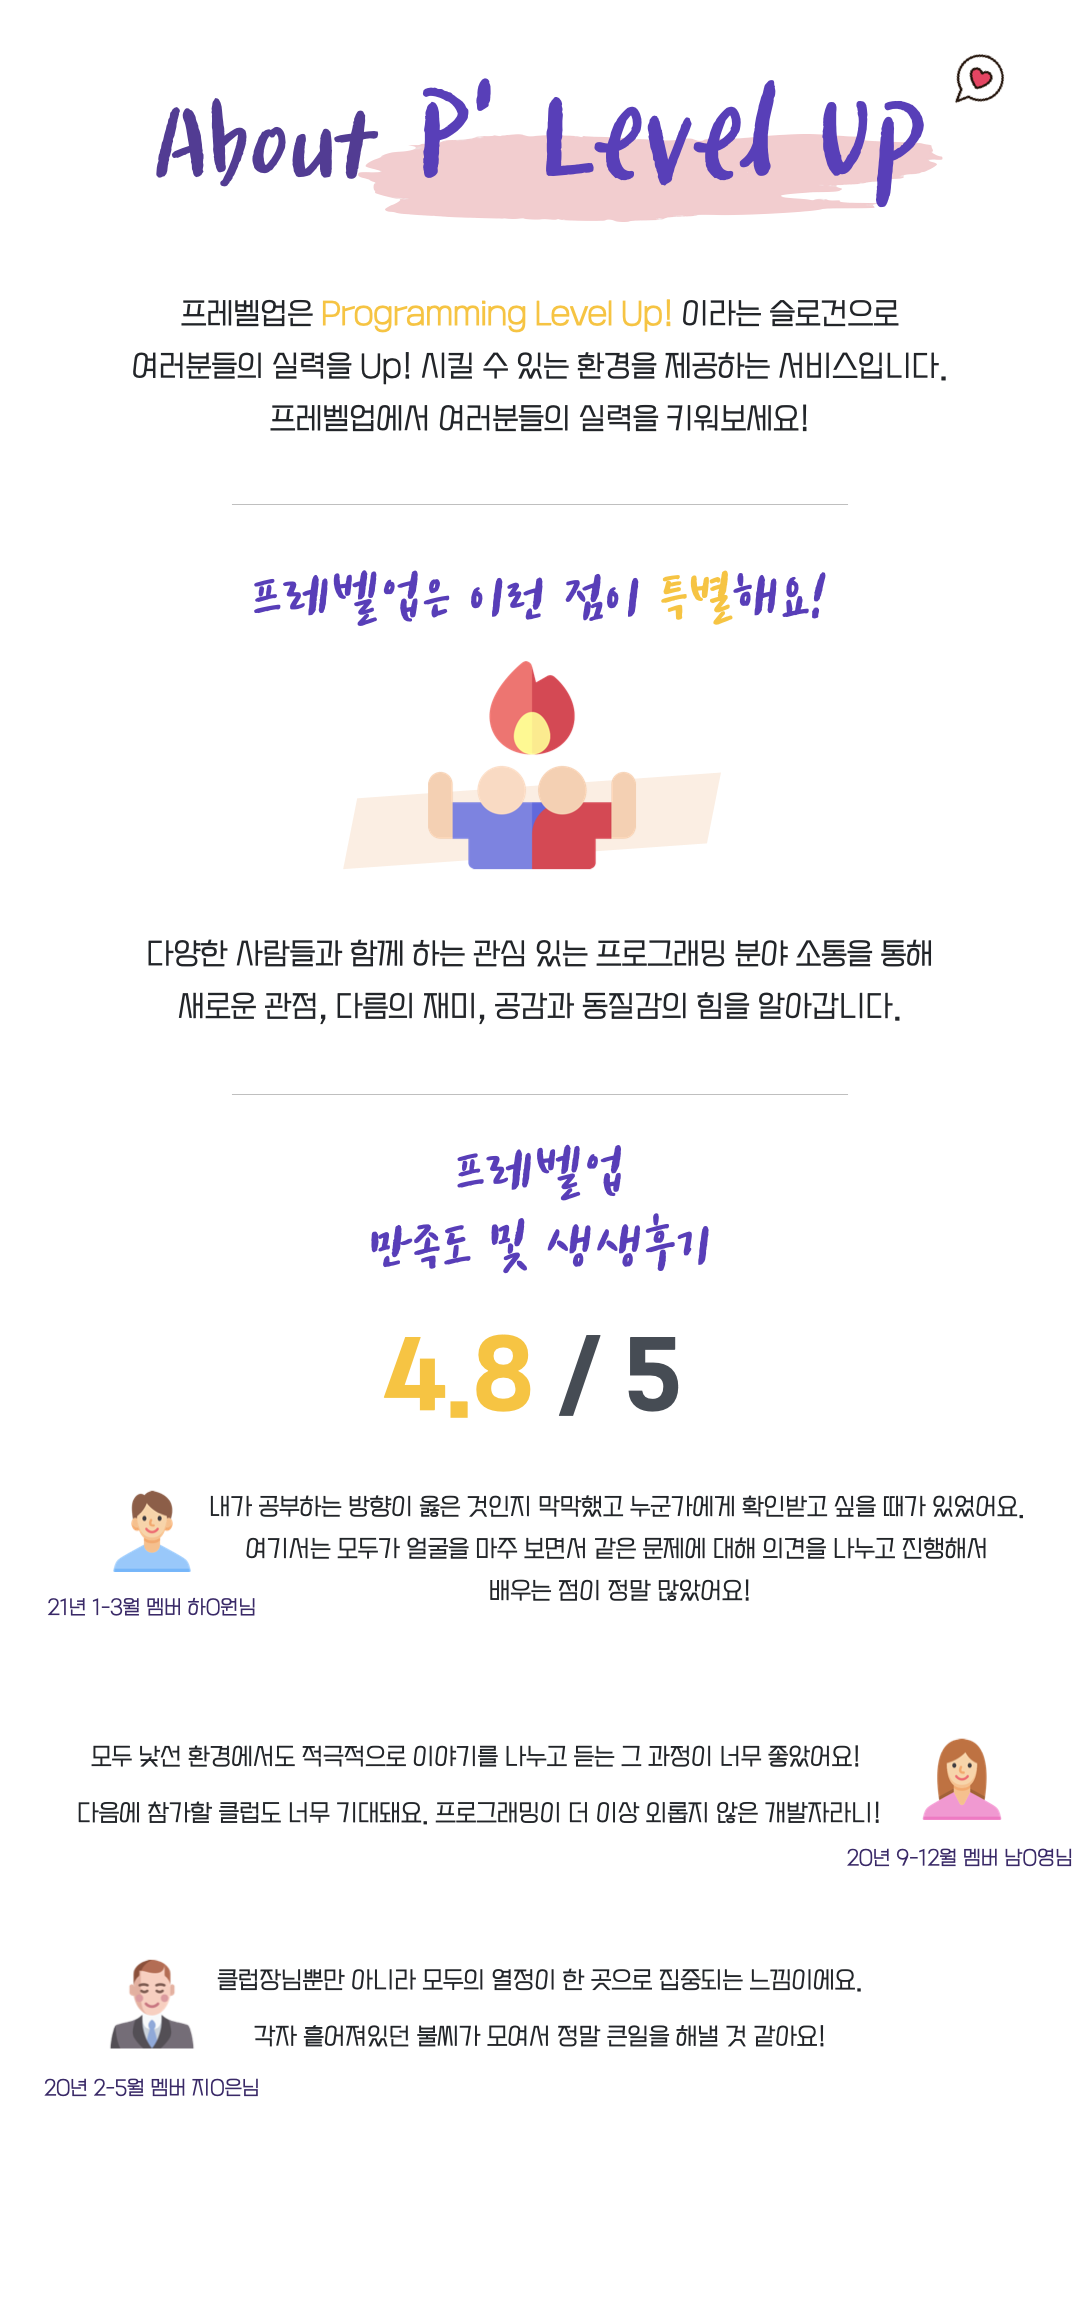 About P' Level Up
프레벨업은 Programming Level Up! 이라는 슬로건으로
여러분들의 실력을 Up! 시킬 수 있는 환경을 제공하는 서비스입니다.
프레벨업에서 여러분들의 실력을 키워보세요!
프레벨업은 이런 점이 특별해요!
다양한 사람들과 함께 하는 관심 있는 프로그래밍 분야 소통을 통해
새로운 관점, 다름의 재미, 공감과 동질감의 힘을 알아갑니다.
프레벨업
만족도 및 생생후기
4.8 / 5
내가 공부하는 방향이 옳은 것인지 막막했고 누군가에게 확인받고 싶을 때가 있었어요.
여기서는 모두가 얼굴을 마주 보면서 같은 문제에 대해 의견을 나누고 진행해서
배우는 점이 정말 많았어요!
21년 1-3월 멤버 하O원님
모두 낯선 환경에서도 적극적으로 이야기를 나누고 듣는 그 과정이 너무 좋았어요!
다음에 참가할 클럽도 너무 기대돼요. 프로그래밍이 더 이상 외롭지 않은 개발자라니!
20년 9-12월 멤버 남O영님
클럽장님뿐만 아니라 모두의 열정이 한 곳으로 집중되는 느낌이에요.
각자 흩어져있던 불씨가 모여서 정말 큰일을 해낼 것 같아요!
20년 2-5월 멤버 지O은님